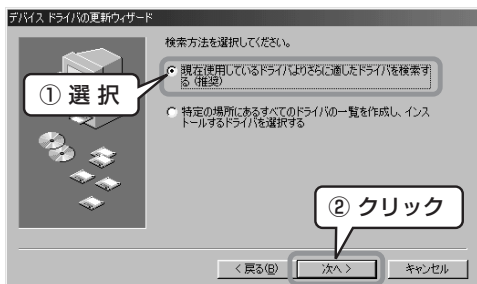 デバイス ドライバの更新ウィザード
検索方法を選択してください。
現在使用しているドライバよりさらに適したドライバを検索す
る (推奨)
① 選 択
特定の場所にあるすべてのドライバの一覧を作成し、インス
トールするドライバを選択する
② クリック
< 戻る(B)
次へ >
キャンセル